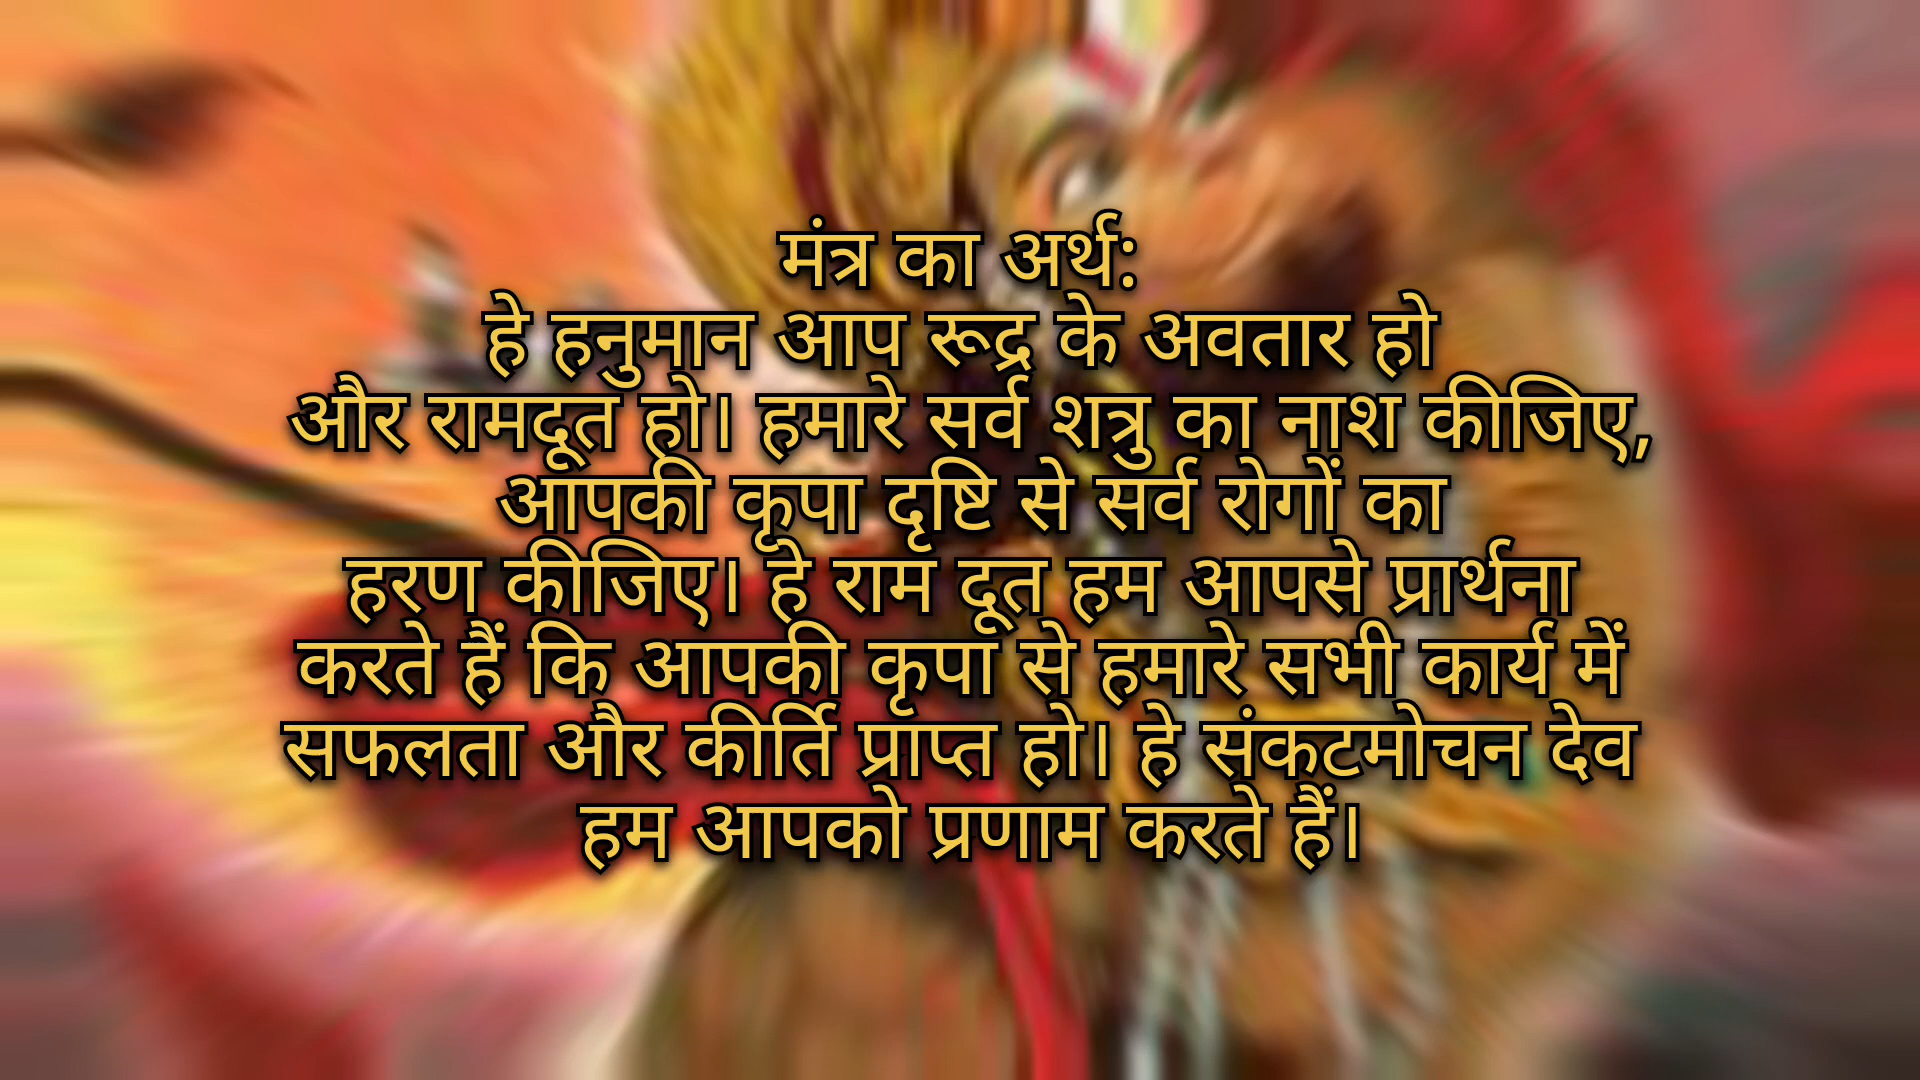 मंत्र का अर्थ:
हे हनुमान आप रूद्र के अवतार हो
और रामदूत हो। हमारे सर्व शत्रु का नाश कीजिए,
आपकी कृपा दृष्टि से सर्व रोगों का
हरण कीजिए। हे राम दूत हम आपसे प्रार्थना
करते हैं कि आपकी कृपा से हमारे सभी कार्य में
सफलता और कीर्ति प्राप्त हो। हे संकटमोचन देव
हम आपको प्रणाम करते हैं।